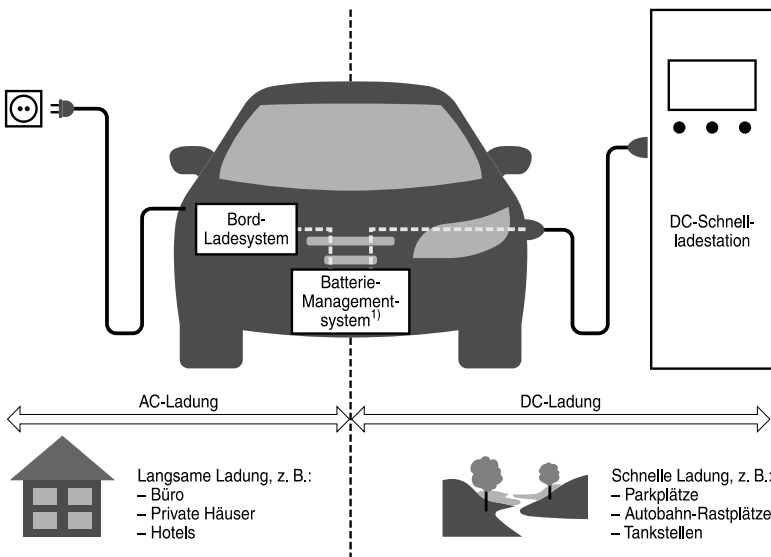 Bord-
Ladesystem
Batterie-
Management-
system1)
DC-Schnell-
ladestation
AC-Ladung
DC-Ladung
Langsame Ladung, z. B.:
– Büro
– Private Häuser
– Hotels
Schnelle Ladung, z. B.:
– Parkplätze
– Autobahn-Rastplätze
– Tankstellen